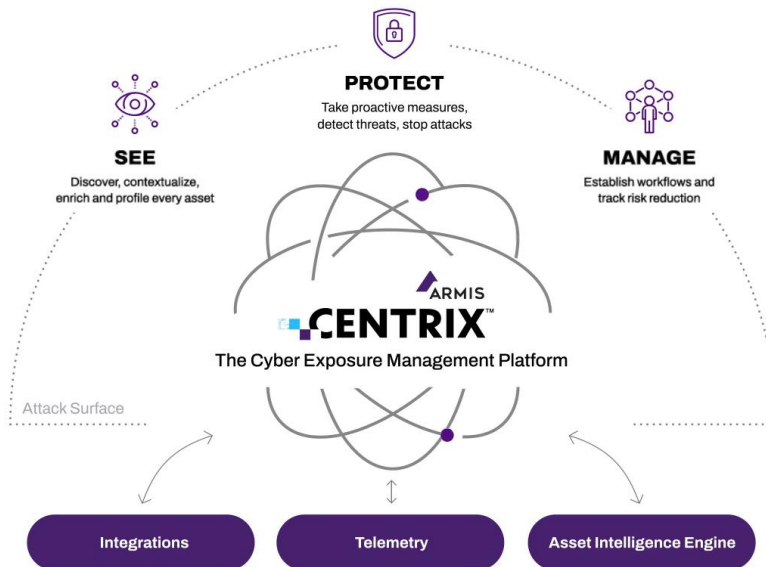 PROTECT
Take proactive measures,
detect threats, stop attacks
SEE
Discover, contextualize,
enrich and profile every asset
MANAGE
Establish workflows and
track risk reduction
ARMIS
CENTRIX™
The Cyber Exposure Management Platform
Attack Surface
Integrations
Telemetry
Asset Intelligence Engine